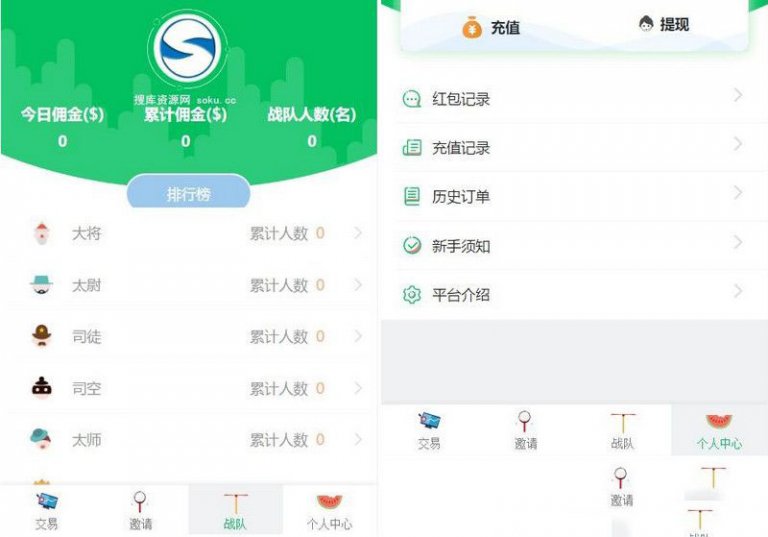 搜库资源网 soku.cc
今日佣金($) 累计佣金($) 战队人数(名)
0 0 0
排行榜
大将 累计人数 0
太尉 累计人数 0
司徒 累计人数 0
司空 累计人数 0
太师 累计人数 0
交易 邀请 战队 个人中心
充值 提现
红包记录
充值记录
历史订单
新手须知
平台介绍
交易 邀请 战队 个人中心
邀请